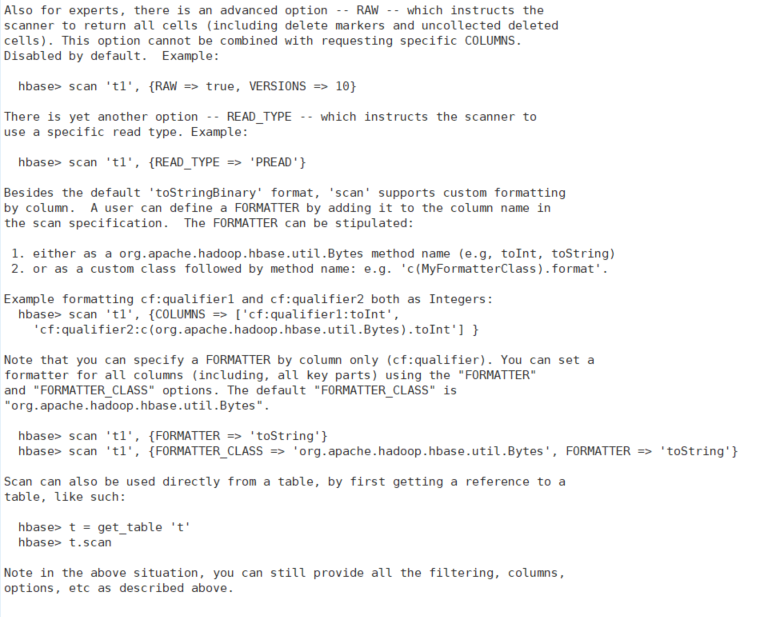 Also for experts, there is an advanced option -- RAW -- which instructs the
scanner to return all cells (including delete markers and uncollected deleted
cells). This option cannot be combined with requesting specific COLUMNS.
Disabled by default.  Example:

  hbase> scan 't1', {RAW => true, VERSIONS => 10}

There is yet another option -- READ_TYPE -- which instructs the scanner to
use a specific read type. Example:

  hbase> scan 't1', {READ_TYPE => 'PREAD'}

Besides the default 'toStringBinary' format, 'scan' supports custom formatting
by column.  A user can define a FORMATTER by adding it to the column name in
the scan specification.  The FORMATTER can be stipulated:

 1. either as a org.apache.hadoop.hbase.util.Bytes method name (e.g, toInt, toString)
 2. or as a custom class followed by method name: e.g. 'c(MyFormatterClass).format'.

Example formatting cf:qualifier1 and cf:qualifier2 both as Integers:
  hbase> scan 't1', {COLUMNS => ['cf:qualifier1:toInt',
    'cf:qualifier2:c(org.apache.hadoop.hbase.util.Bytes).toInt'] }

Note that you can specify a FORMATTER by column only (cf:qualifier). You can set a
formatter for all columns (including, all key parts) using the "FORMATTER"
and "FORMATTER_CLASS" options. The default "FORMATTER_CLASS" is
"org.apache.hadoop.hbase.util.Bytes".

  hbase> scan 't1', {FORMATTER => 'toString'}
  hbase> scan 't1', {FORMATTER_CLASS => 'org.apache.hadoop.hbase.util.Bytes', FORMATTER => 'toString'}

Scan can also be used directly from a table, by first getting a reference to a
table, like such:

  hbase> t = get_table 't'
  hbase> t.scan

Note in the above situation, you can still provide all the filtering, columns,
options, etc as described above.